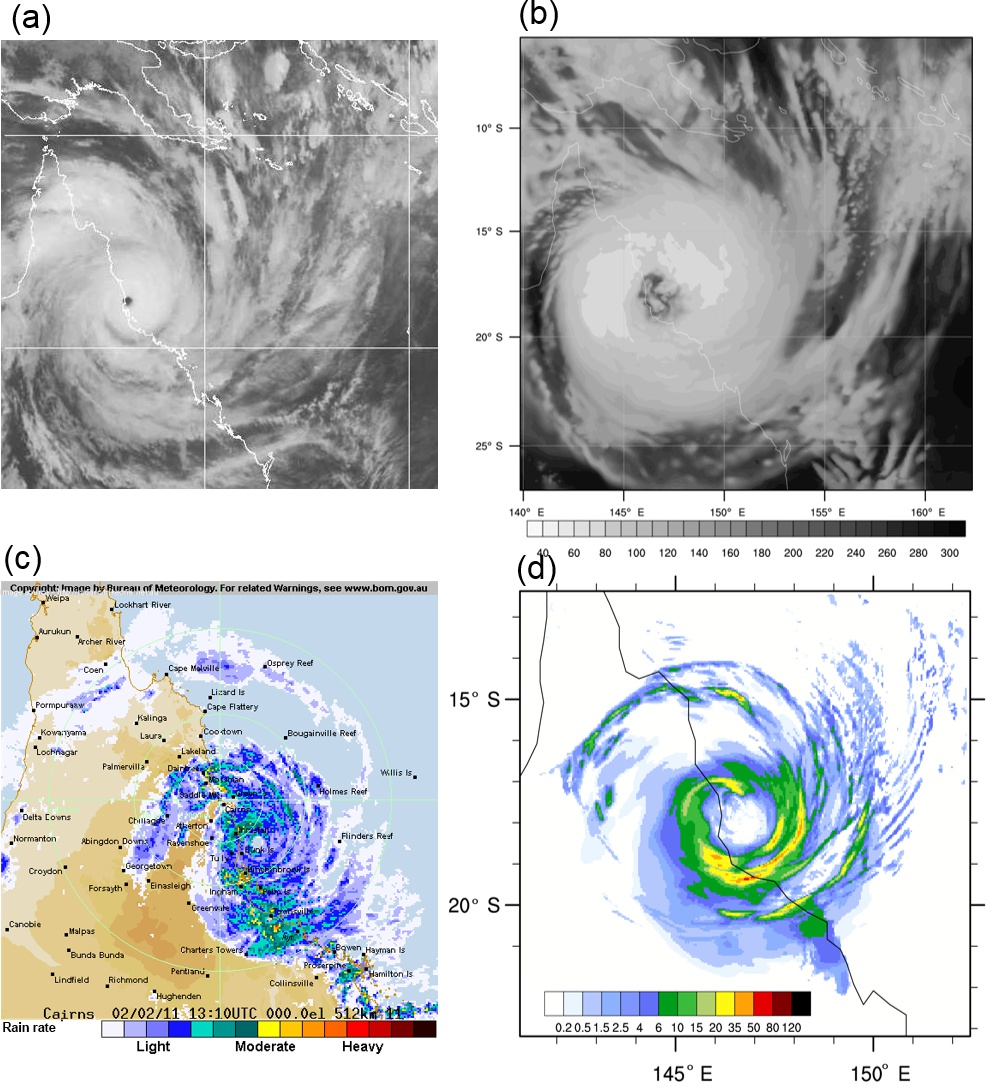 (a)
(b)
10° S
15° S
20° S
25° S
140° E 145° E 150° E 155° E 160° E
40 60 80 100 120 140 160 180 200 220 240 260 280 300
(c)
(d)
Copyright: Image by Bureau of Meteorology. For related Warnings, see www.bom.gov.au
Weipa
Lockhart River
Aurukun
Archer River
Coen
Cape Melville
Osprey Reef
Pormpuraaw
Lizard Is
Cape Flattery
Kalinga
Kowanyama
Laura
Cooktown
Bougainville Reef
Lochnagar
Lakeland
Palmerville
Willis Is
Holmes Reef
Delta Downs
Chillagoe
Cairns
Atherton
Normanton
Abingdon Downs
Ravenshoe
Flinders Reef
Croydon
Georgetown
Forsayth
Einasleigh
Ingham
Greenvale
Canobie
Malpas
Charters Towers
Bowen
Hayman Is
Bunda Bunda
Proserpine
Lindfield
Richmond
Pentland
Collinsville
Hamilton Is
Hughenden
Cairns 02/02/11 13:10UTC 000.0el 512km
Rain rate
Light Moderate Heavy
15° S
20° S
0.2 0.5 1.5 2.5 4 6 10 15 20 35 50 80 120
145° E 150° E